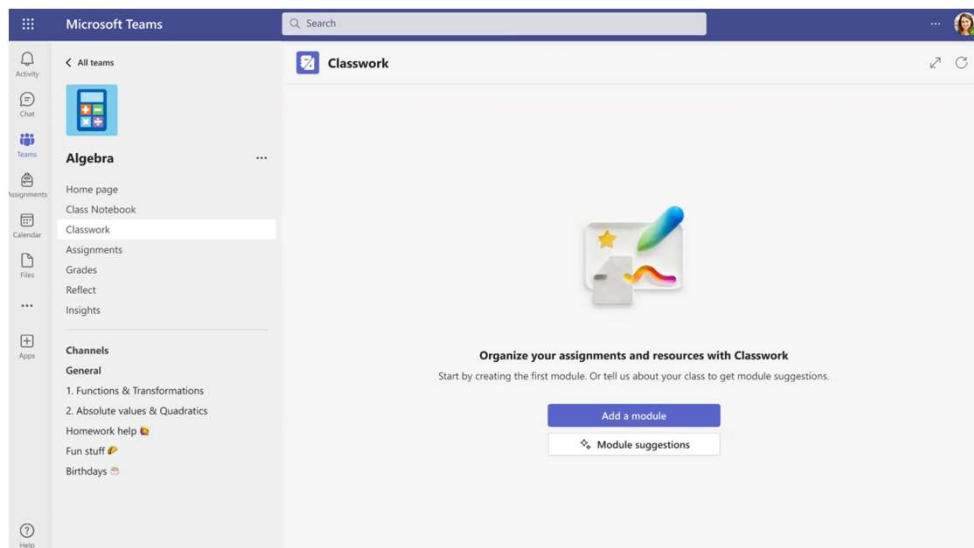 Microsoft Teams
Search
Activity
Chat
Teams
Assignments
Calendar
Files
Apps
Help
All teams
Algebra
Home page
Class Notebook
Classwork
Assignments
Grades
Reflect
Insights
Channels
General
1. Functions & Transformations
2. Absolute values & Quadratics
Homework help
Fun stuff
Birthdays
Classwork
Organize your assignments and resources with Classwork
Start by creating the first module. Or tell us about your class to get module suggestions.
Add a module
Module suggestions